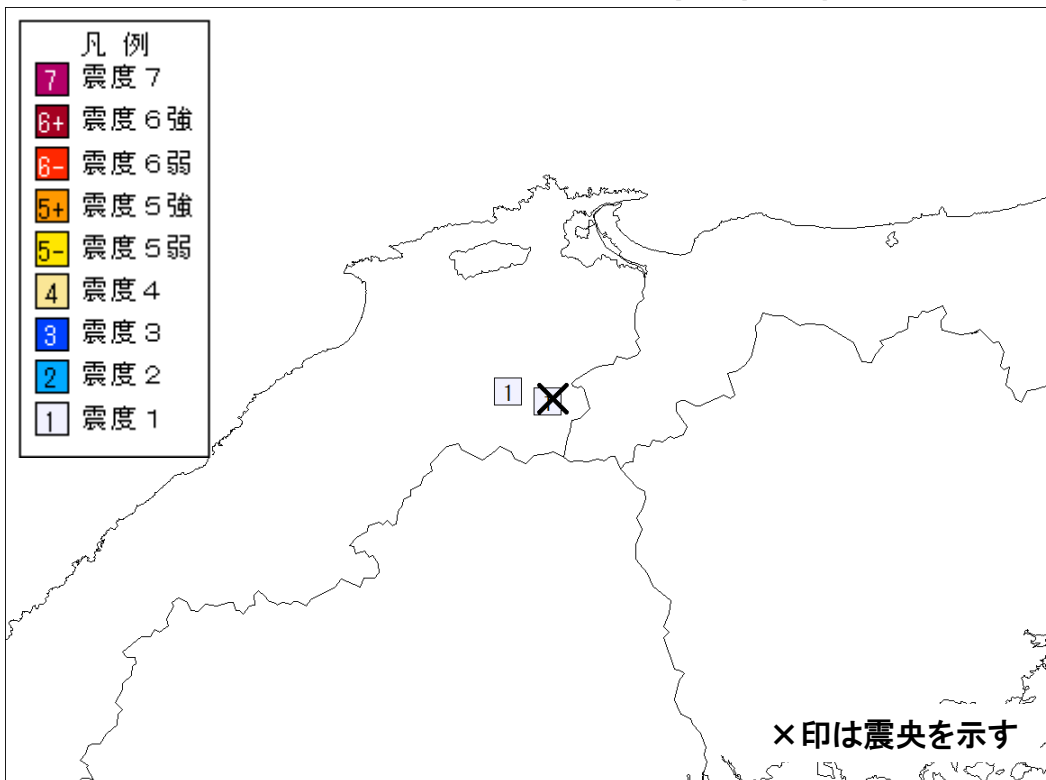 凡 例
7 震度７
6+ 震度６強
6- 震度６弱
5+ 震度５強
5- 震度５弱
4 震度４
3 震度３
2 震度２
1 震度１
1
1
×印は震央を示す